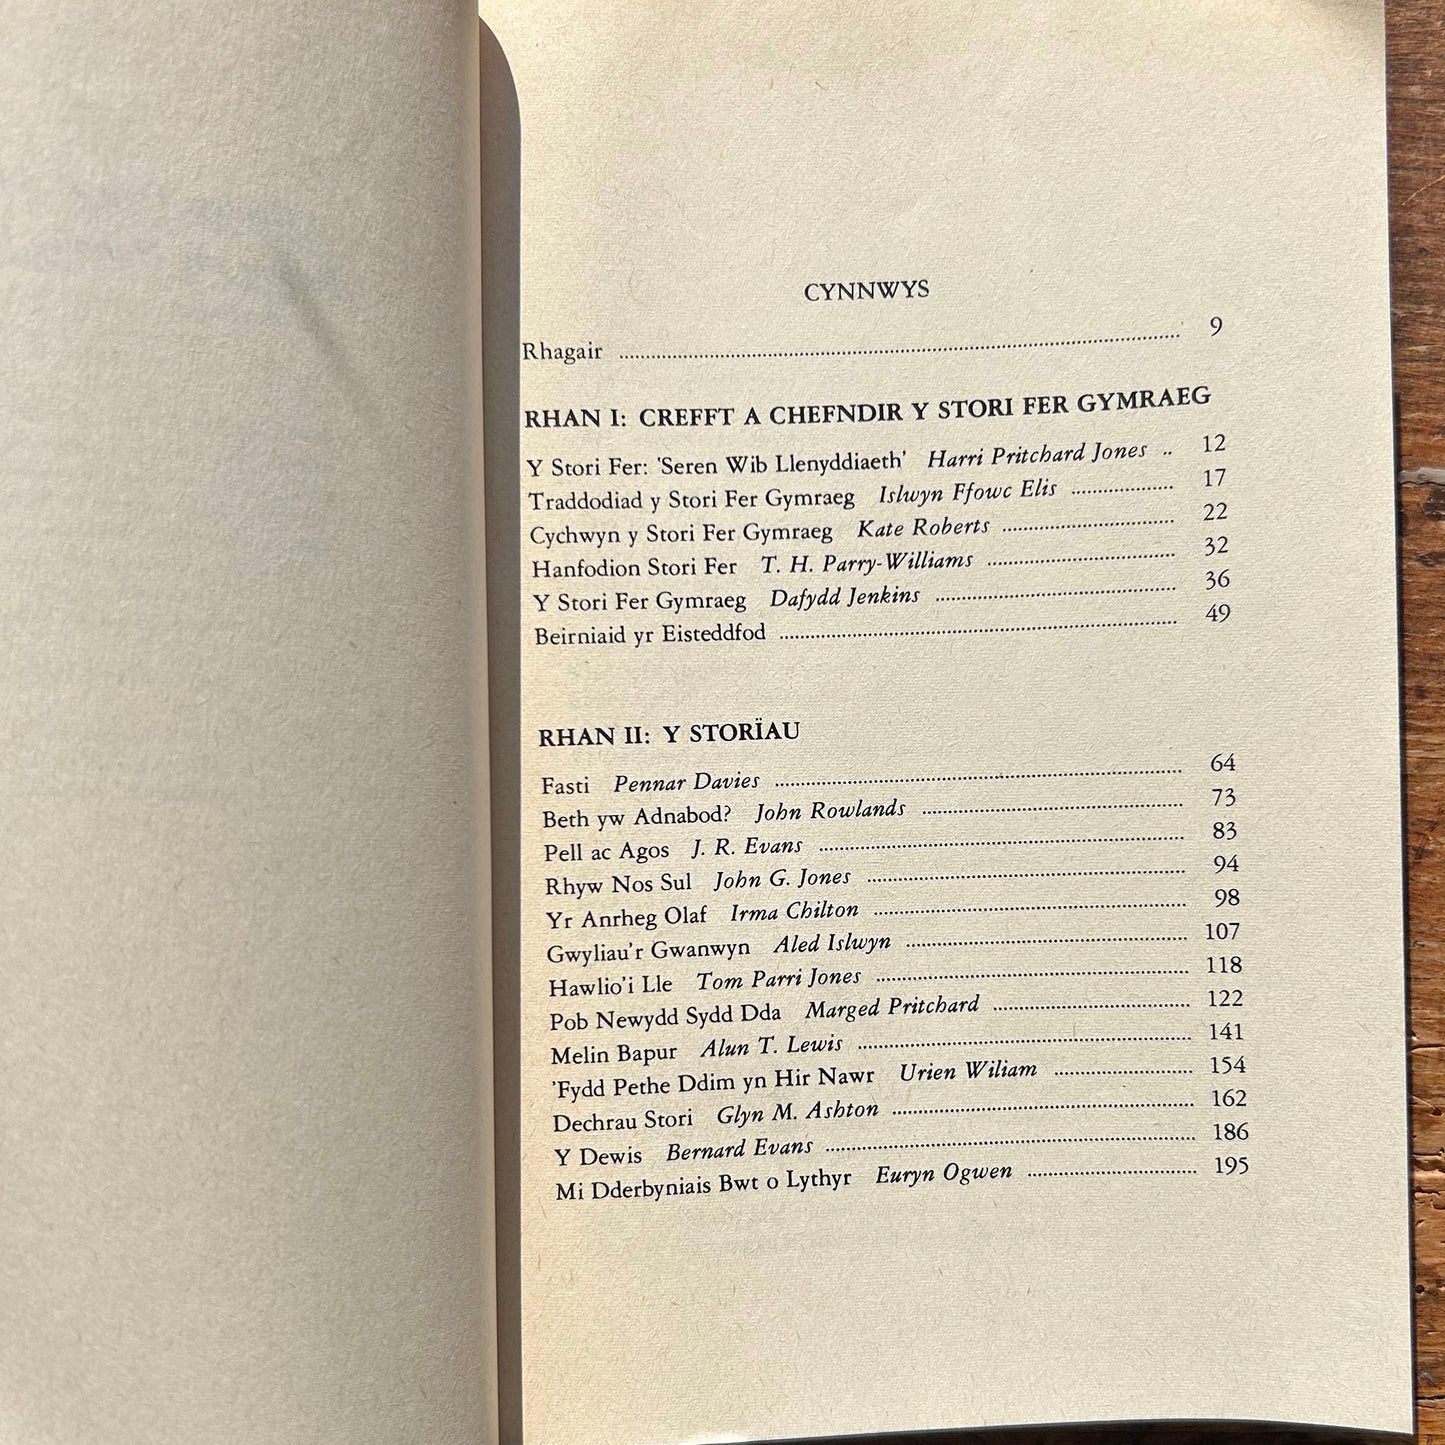 CYNNWYS
Rhagair ........ 9
RHAN I: CREFFT A CHEFNDIR Y STORI FER GYMRAEG
Y Stori Fer: 'Seren Wib Llenyddiaeth' Harri Pritchard Jones .. 12
Traddodiad y Stori Fer Gymraeg Islwyn Ffowc Elis ........ 17
Cychwyn y Stori Fer Gymraeg Kate Roberts ........ 22
Hanfodion Stori Fer T. H. Parry-Williams ........ 32
Y Stori Fer Gymraeg Dafydd Jenkins ........ 36
Beirniaid yr Eisteddfod ........ 49
RHAN II: Y STORÏAU
Fasti Pennar Davies ........ 64
Beth yw Adnabod? John Rowlands ........ 73
Pell ac Agos J. R. Evans ........ 83
Rhyw Nos Sul John G. Jones ........ 94
Yr Anrheg Olaf Irma Chilton ........ 98
Gwyliau'r Gwanwyn Aled Islwyn ........ 107
Hawlio'i Lle Tom Parri Jones ........ 118
Pob Newydd Sydd Dda Marged Pritchard ........ 122
Melin Bapur Alun T. Lewis ........ 141
'Fydd Pethe Ddim yn Hir Nawr Urien Wiliam ........ 154
Dechrau Stori Glyn M. Ashton ........ 162
Y Dewis Bernard Evans ........ 186
Mi Dderbyniais Bwt o Lythyr Euryn Ogwen ........ 195